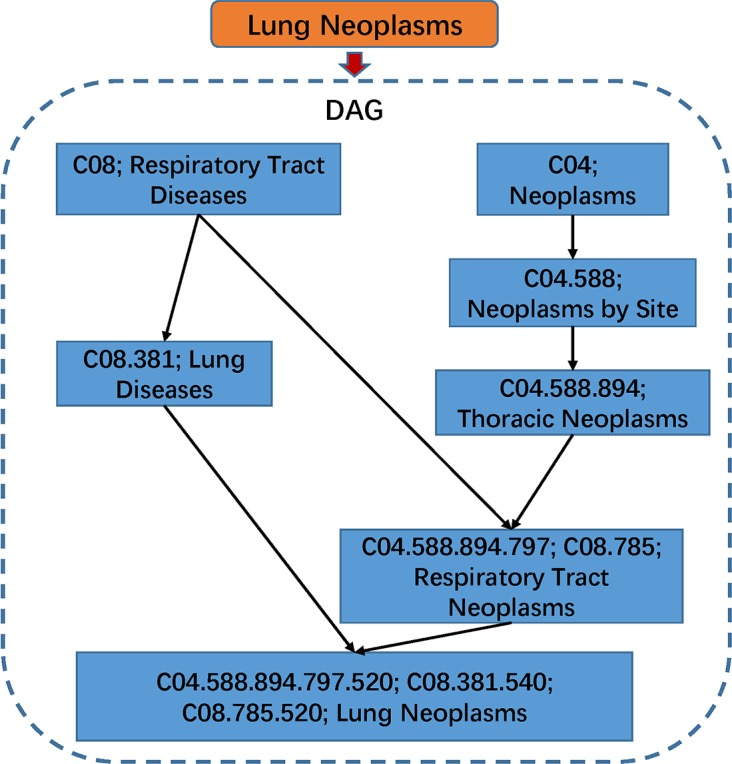 Lung Neoplasms
DAG
C08; Respiratory Tract
Diseases
C04;
Neoplasms
C04.588;
Neoplasms by Site
C08.381; Lung
Diseases
C04.588.894;
Thoracic Neoplasms
C04.588.894.797; C08.785;
Respiratory Tract
Neoplasms
C04.588.894.797.520; C08.381.540;
C08.785.520; Lung Neoplasms